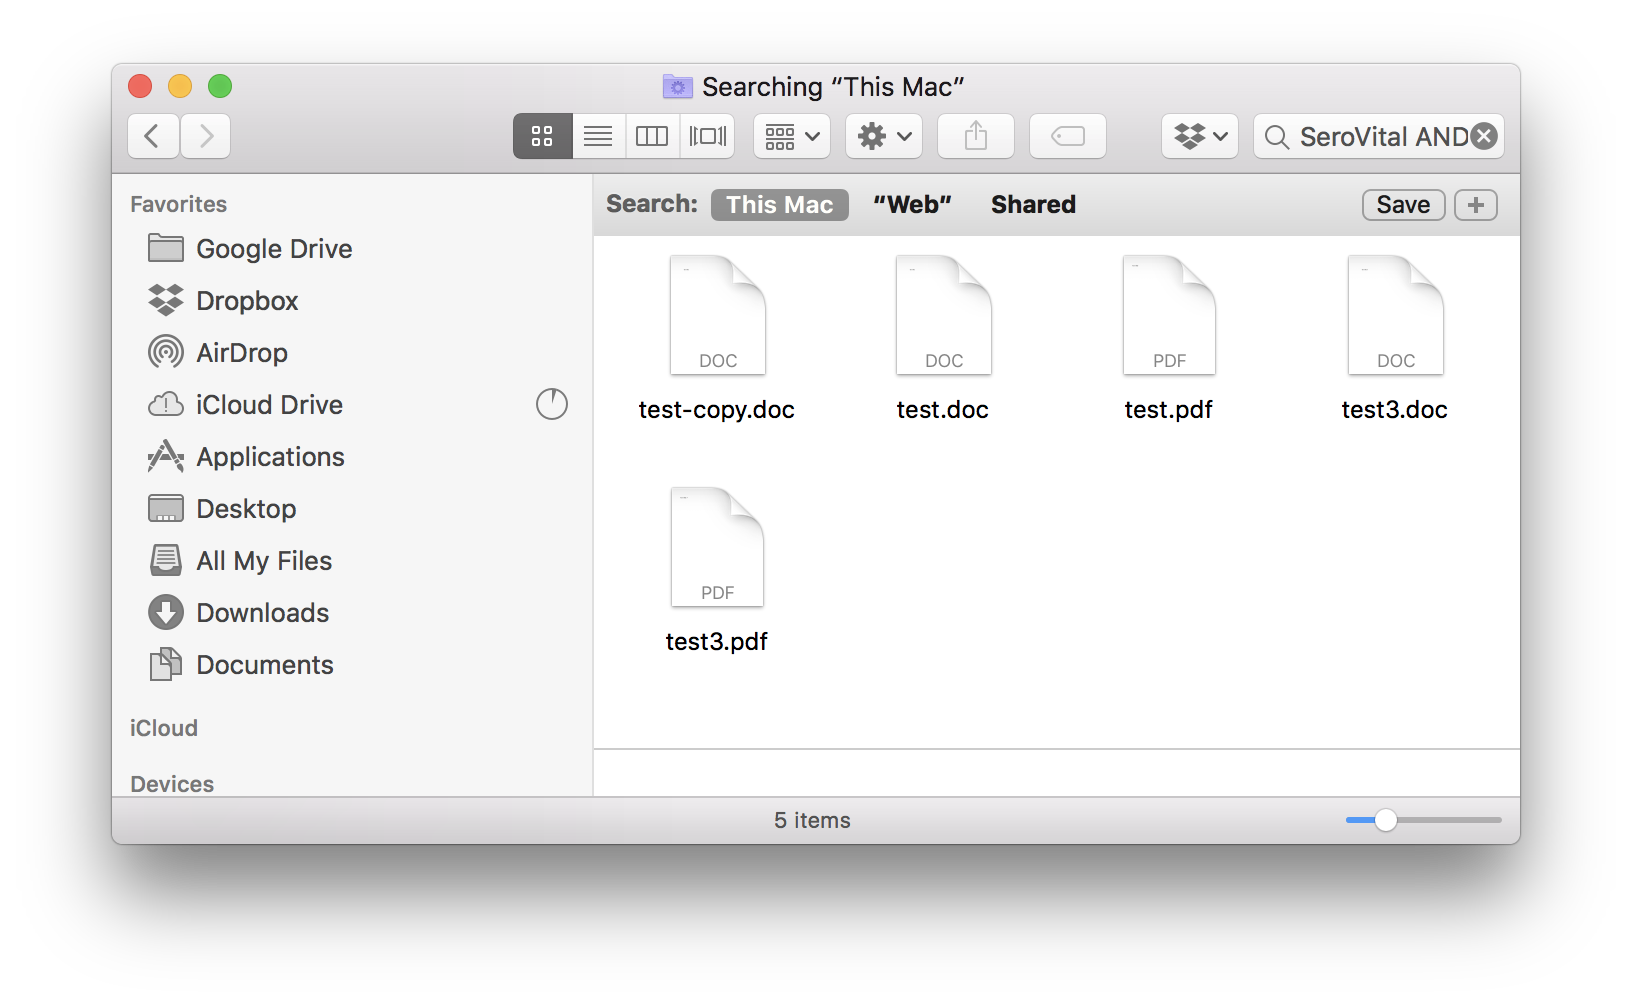 Searching “This Mac”
SeroVital AND
Favorites
Google Drive
Dropbox
AirDrop
iCloud Drive
Applications
Desktop
All My Files
Downloads
Documents
iCloud
Devices
Search: This Mac “Web” Shared Save
DOC DOC PDF DOC
test-copy.doc test.doc test.pdf test3.doc
PDF
test3.pdf
5 items